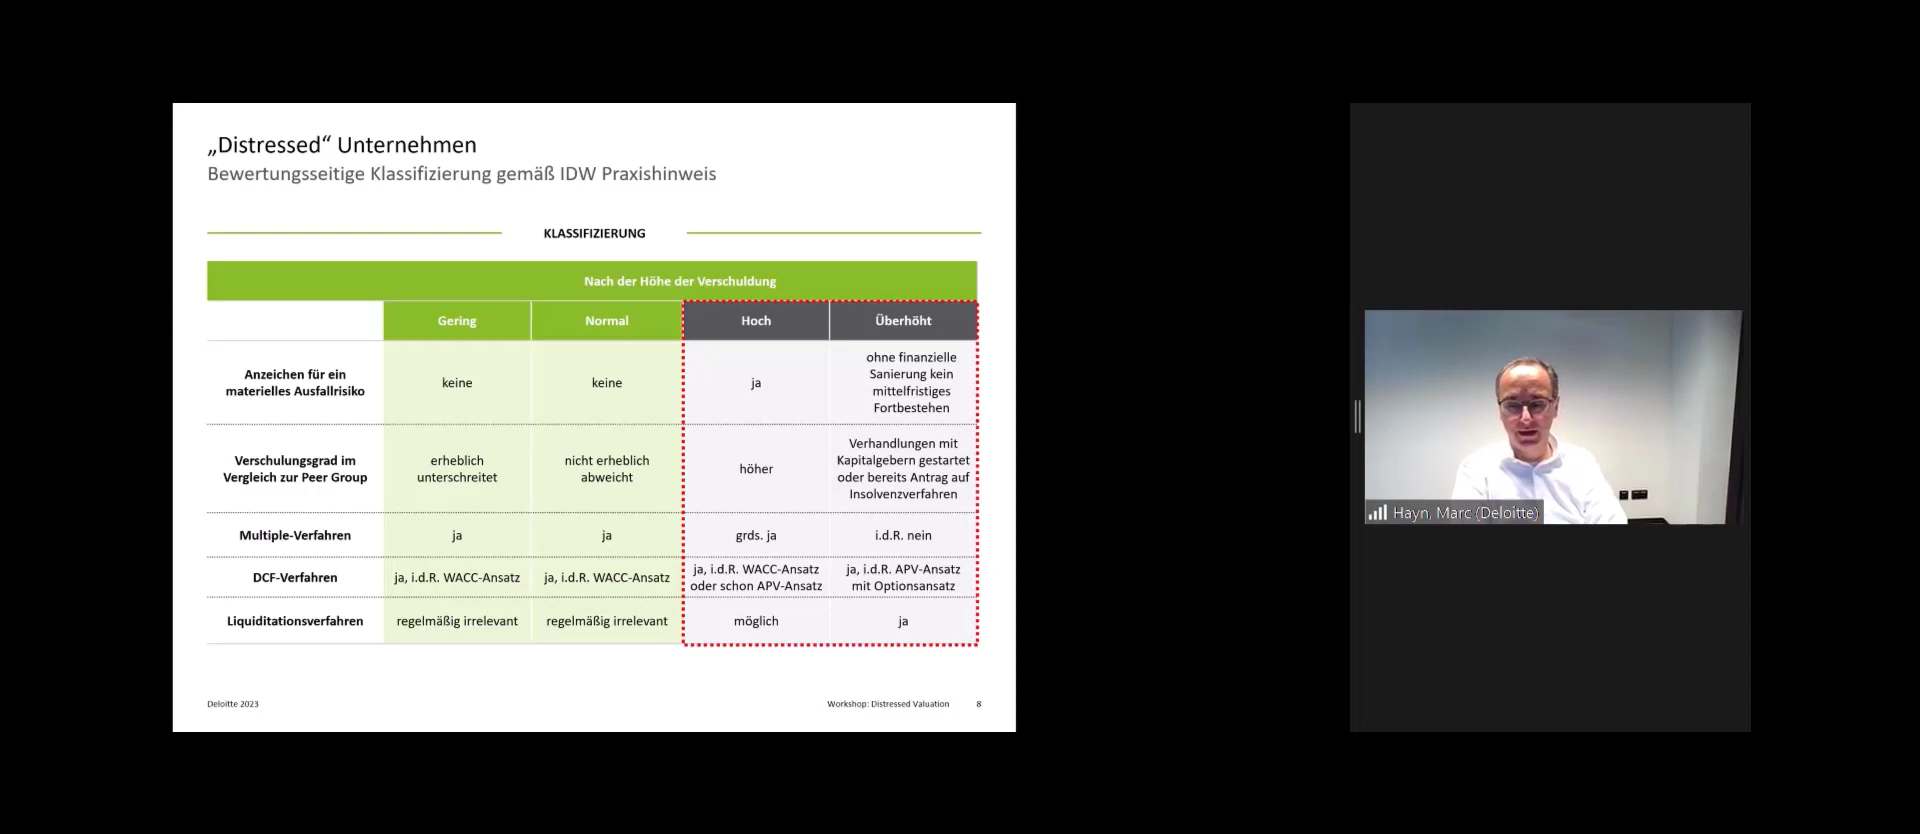 „Distressed“ Unternehmen
Bewertungsseitige Klassifizierung gemäß IDW Praxishinweis
KLASSIFIZIERUNG
Nach der Höhe der Verschuldung
Gering
Normal
Hoch
Überhöht
Anzeichen für ein
materielles Ausfallrisiko
keine
keine
ja
ohne finanzielle
Sanierung kein
mittelfristiges
Fortbestehen
Verschulungsgrad im
Vergleich zur Peer Group
erheblich
unterschreitet
nicht erheblich
abweicht
höher
Verhandlungen mit
Kapitalgebern gestartet
oder bereits Antrag auf
Insolvenzverfahren
Multiple-Verfahren
ja
ja
grds. ja
i.d.R. nein
DCF-Verfahren
ja, i.d.R. WACC-Ansatz
ja, i.d.R. WACC-Ansatz
ja, i.d.R. WACC-Ansatz
oder schon APV-Ansatz
ja, i.d.R. APV-Ansatz
mit Optionsansatz
Liquiditationsverfahren
regelmäßig irrelevant
regelmäßig irrelevant
möglich
ja
Deloitte 2023
Workshop: Distressed Valuation
8
Hayn, Marc (Deloitte)